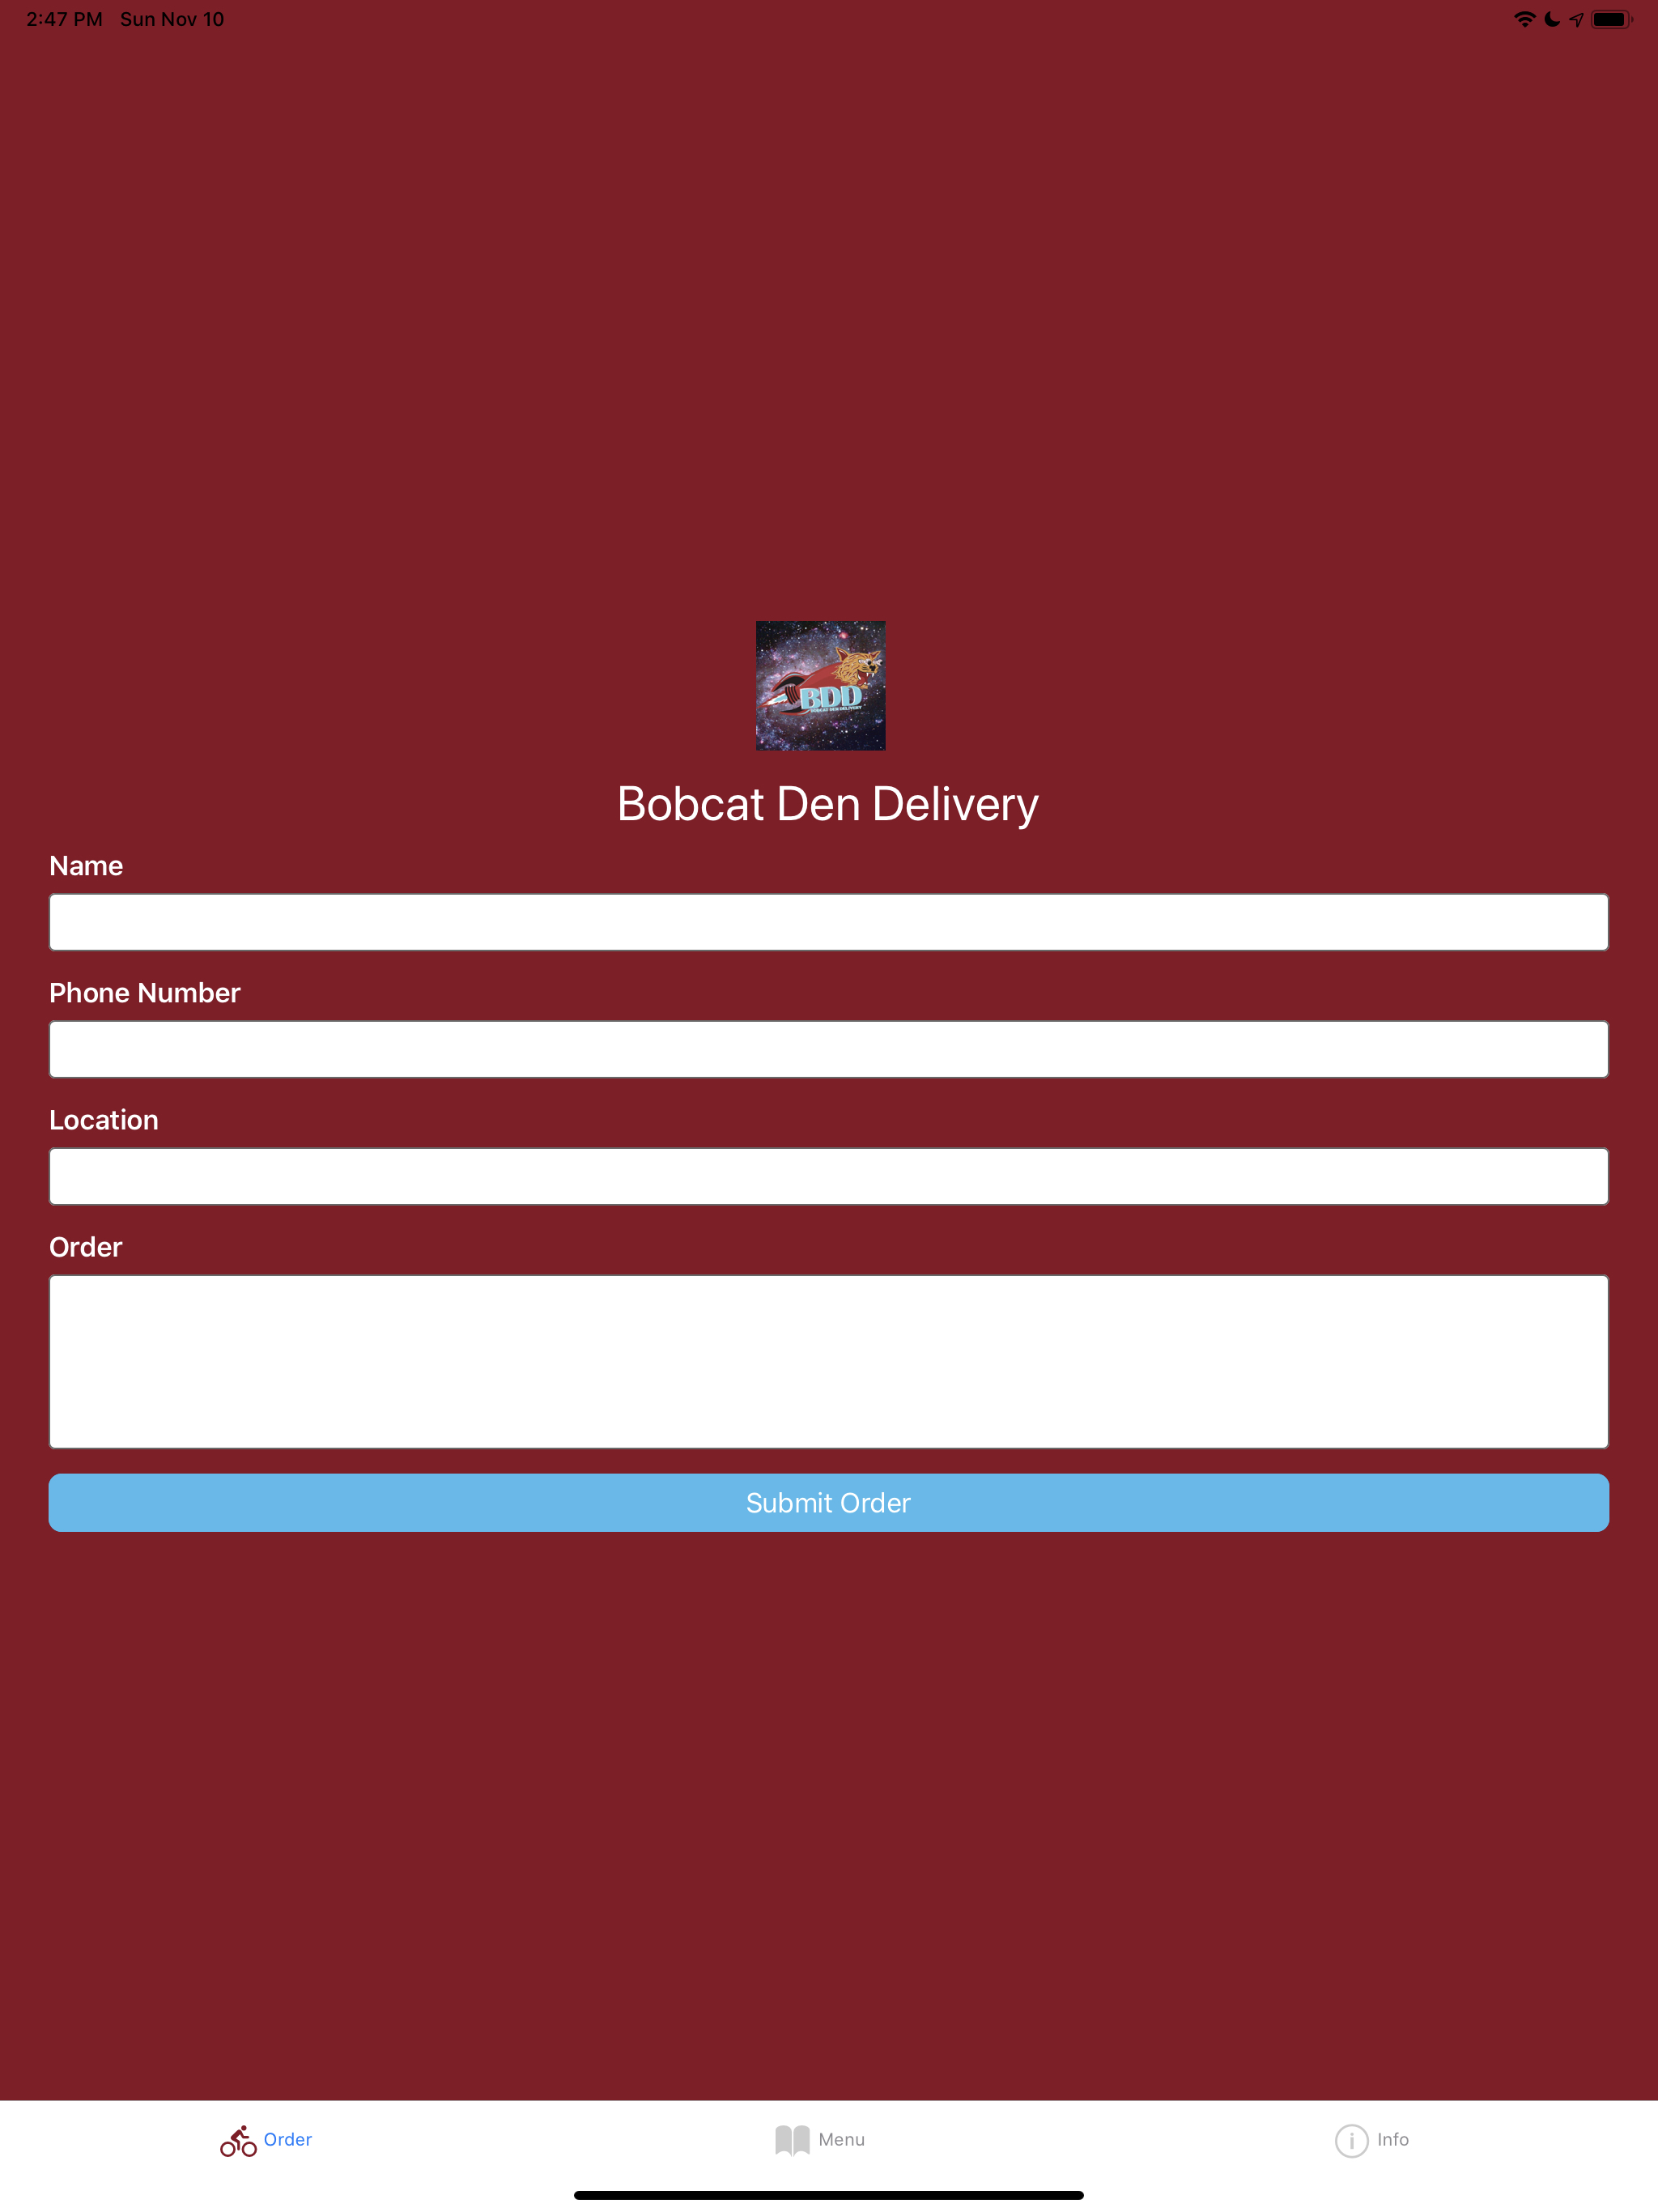 2:47 PM Sun Nov 10
BDD
BOBCAT DEN DELIVERY
Bobcat Den Delivery
Name
Phone Number
Location
Order
Submit Order
Order
Menu
Info